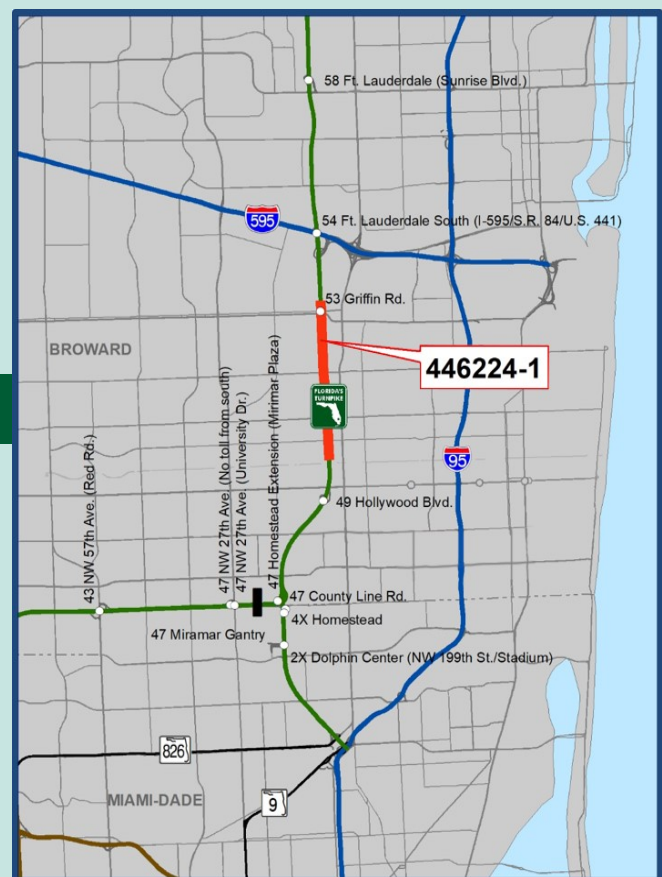 58 Ft. Lauderdale (Sunrise Blvd.)
595
54 Ft. Lauderdale South (I-595/S.R. 84/U.S. 441)
53 Griffin Rd.
BROWARD
446224-1
FLORIDA'S
TURNPIKE
95
43 NW 57th Ave. (Red Rd.)
47 NW 27th Ave. (No toll from south)
47 NW 27th Ave. (University Dr.)
47 Homestead Extension (Mirimar Plaza)
49 Hollywood Blvd.
47 County Line Rd.
4X Homestead
47 Miramar Gantry
2X Dolphin Center (NW 199th St./Stadium)
826
9
MIAMI-DADE